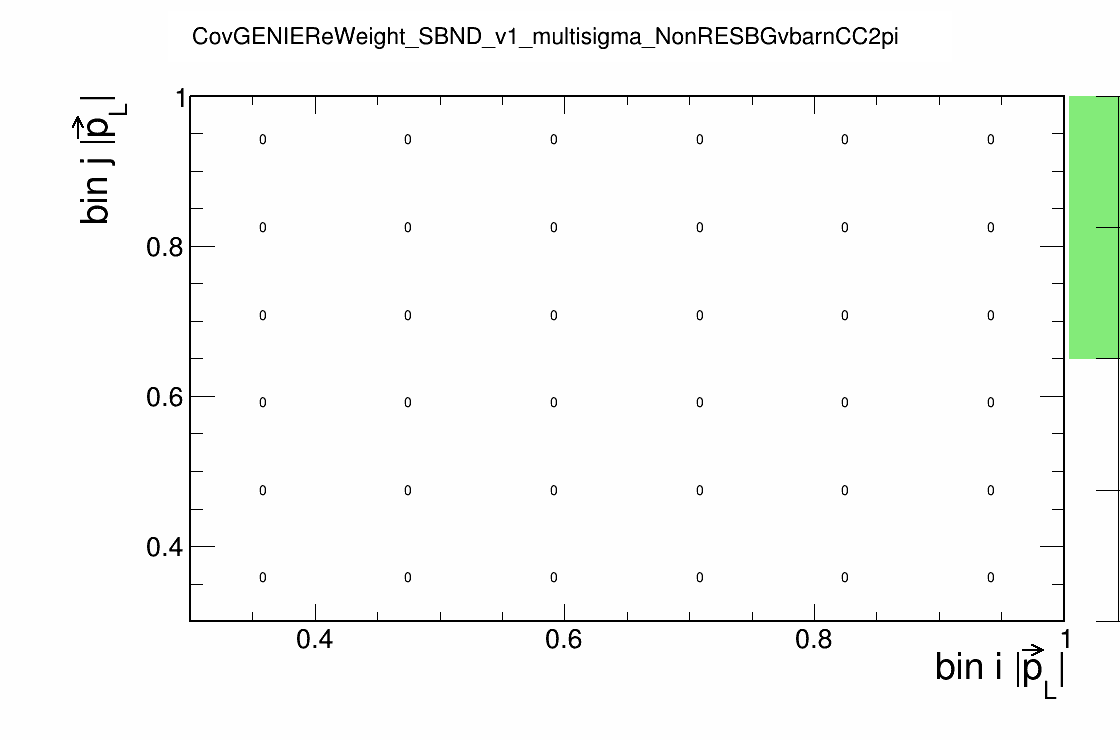 CovGENIEReWeight_SBND_v1_multisigma_NonRESBGvbarnCC2pi
bin j |p⃗_L|
1
0 0 0 0 0 0
0 0 0 0 0 0
0.8
0 0 0 0 0 0
0.6
0 0 0 0 0 0
0 0 0 0 0 0
0.4
0 0 0 0 0 0
0.4 0.6 0.8 1
bin i |p⃗_L|